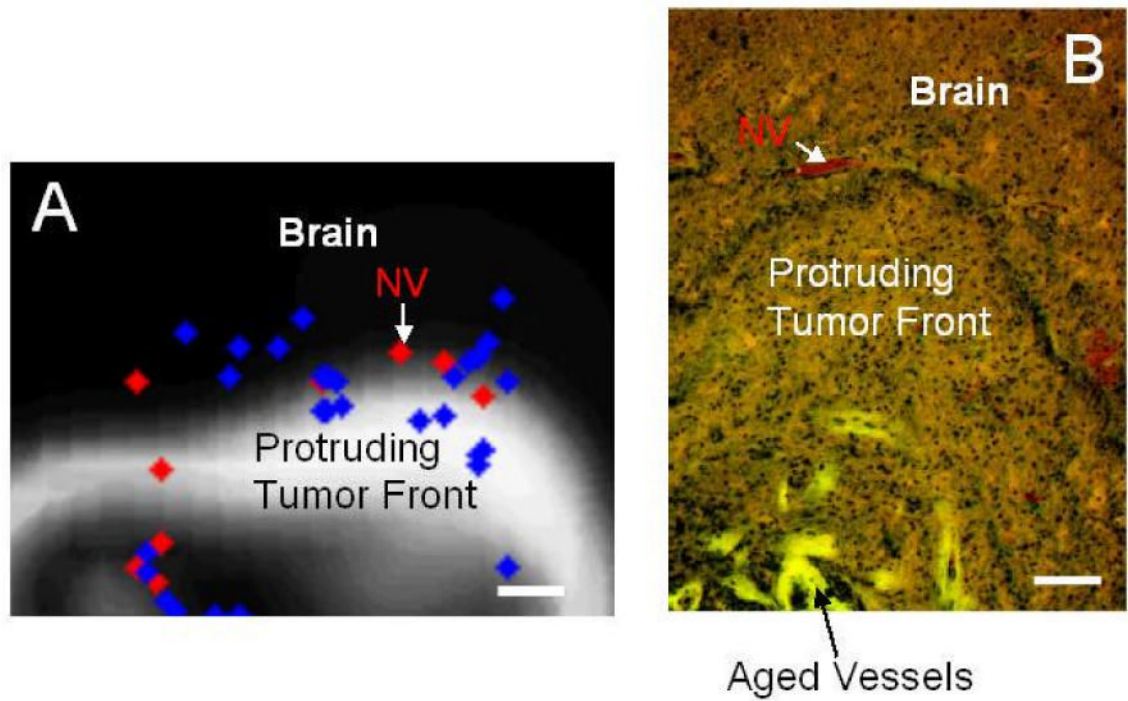 A
Brain
NV
Protruding
Tumor Front
B
Brain
NV
Protruding
Tumor Front
Aged Vessels